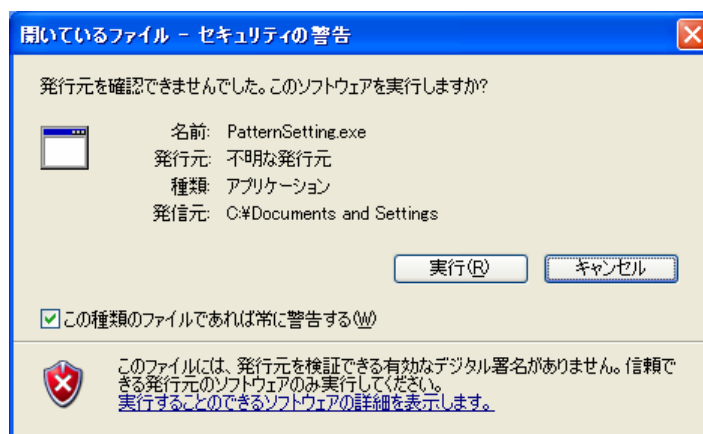 開いているファイル - セキュリティの警告
発行元を確認できませんでした。このソフトウェアを実行しますか?
名前: PatternSetting.exe
発行元: 不明な発行元
種類: アプリケーション
発信元: C:¥Documents and Settings
実行(R) キャンセル
この種類のファイルであれば常に警告する(W)
このファイルには、発行元を検証できる有効なデジタル署名がありません。信頼で
きる発行元のソフトウェアのみ実行してください。
実行することのできるソフトウェアの詳細を表示します。